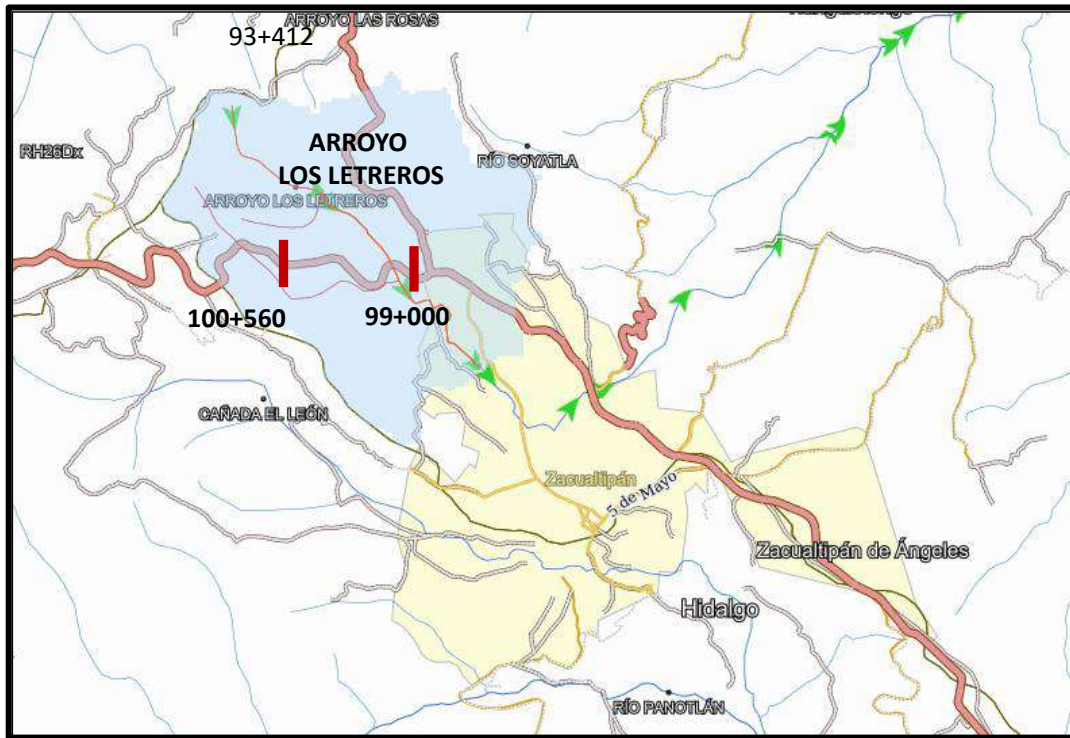 ARROYO LAS ROSAS
93+412
RH26Dx
ARROYO
LOS LETREROS
RÍO SOYATLA
ARROYO LOS LETREROS
100+560
99+000
CAÑADA EL LEÓN
Zacualtipán
5 de Mayo
Zacualtipán de Ángeles
Hidalgo
RÍO PANOTLÁN